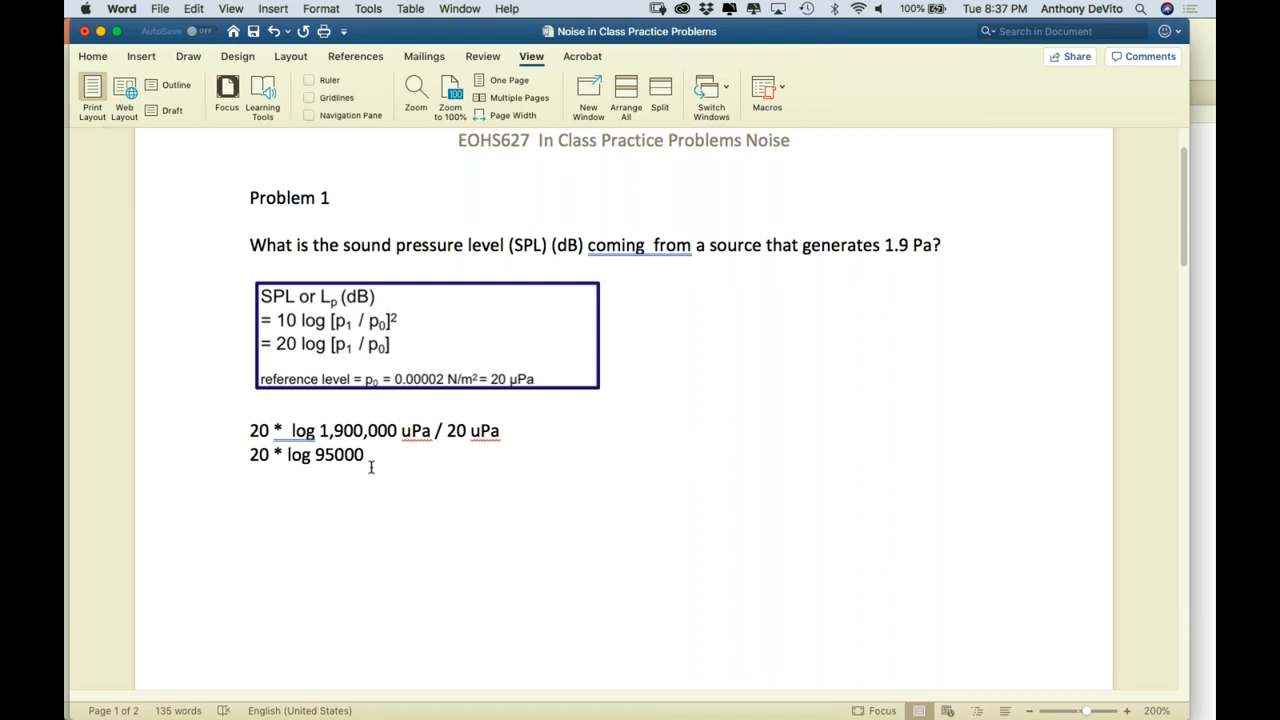 Word File Edit View Insert Format Tools Table Window Help 100% Tue 8:37 PM Anthony DeVito
AutoSave OFF Noise in Class Practice Problems Search in Document
Home Insert Draw Design Layout References Mailings Review View Acrobat Share Comments
Print Layout
Web Layout
Outline
Draft
Focus
Learning Tools
Ruler
Gridlines
Navigation Pane
Zoom
Zoom to 100%
One Page
Multiple Pages
Page Width
New Window
Arrange All
Split
Switch Windows
Macros
EOHS627 In Class Practice Problems Noise
Problem 1
What is the sound pressure level (SPL) (dB) coming from a source that generates 1.9 Pa?
SPL or Lₚ (dB)
= 10 log [p₁ / p₀]²
= 20 log [p₁ / p₀]
reference level = p₀ = 0.00002 N/m² = 20 µPa
20 * log 1,900,000 uPa / 20 uPa
20 * log 95000
Page 1 of 2 135 words English (United States) Focus 200%